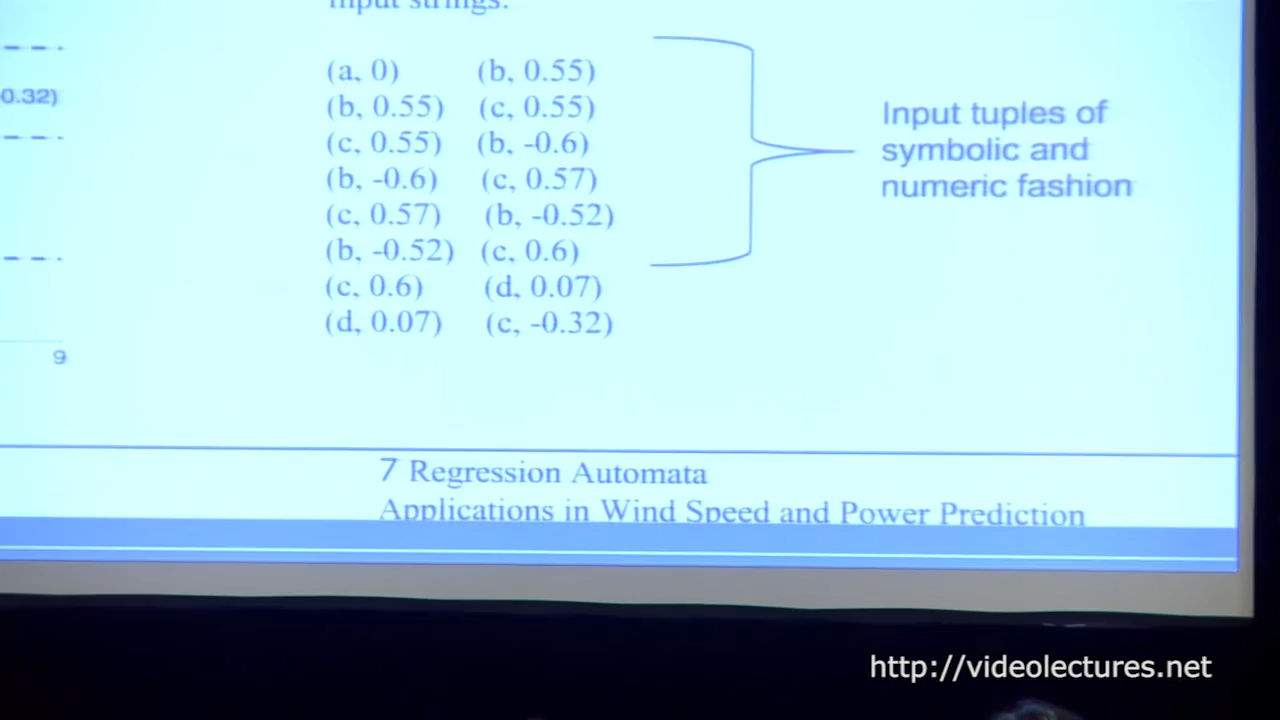 input strings.
0.32)
(a, 0) (b, 0.55)
(b, 0.55) (c, 0.55)
(c, 0.55) (b, -0.6)
(b, -0.6) (c, 0.57)
(c, 0.57) (b, -0.52)
(b, -0.52) (c, 0.6)
(c, 0.6) (d, 0.07)
(d, 0.07) (c, -0.32)
Input tuples of
symbolic and
numeric fashion
9
7 Regression Automata
Applications in Wind Speed and Power Prediction
http://videolectures.net